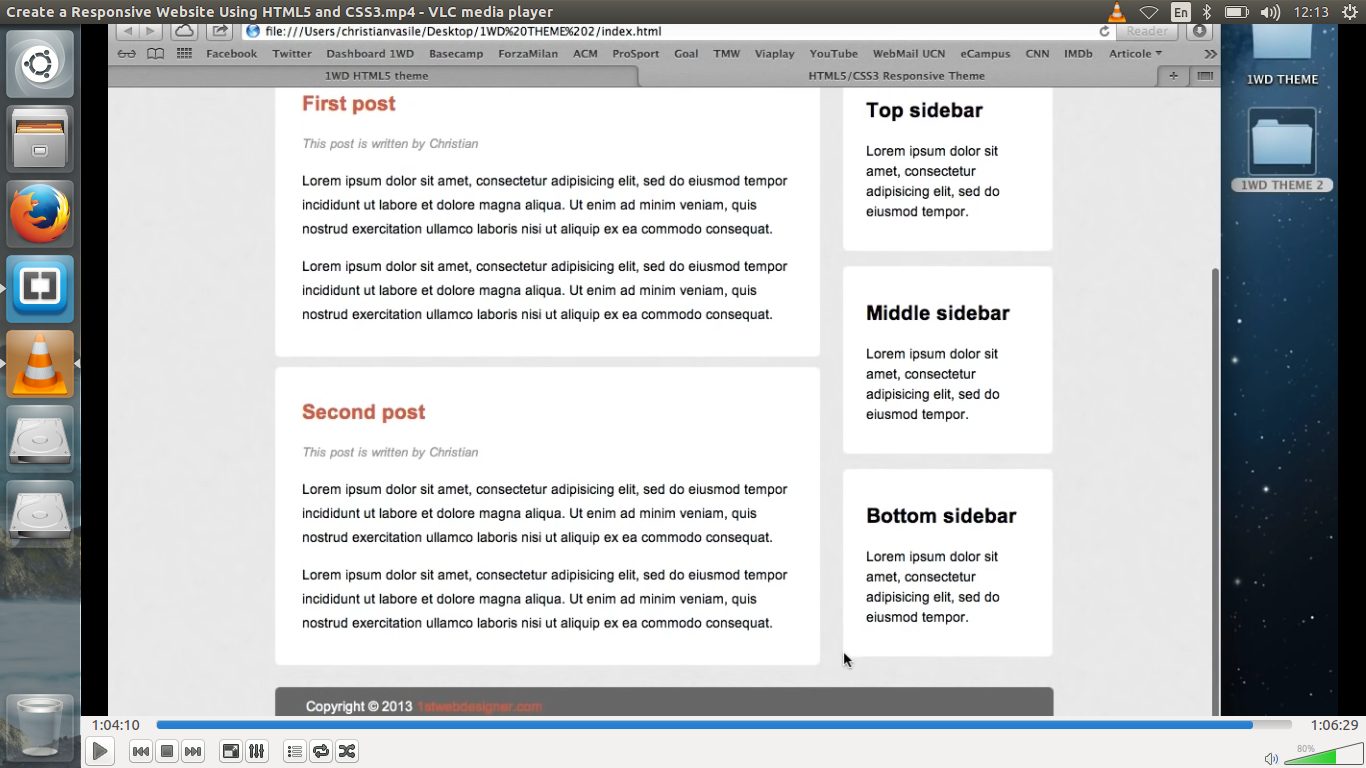 Create a Responsive Website Using HTML5 and CSS3.mp4 - VLC media player
En
12:13
file:///Users/christianvasile/Desktop/1WD%20THEME%202/index.html
Reader
Facebook Twitter Dashboard 1WD Basecamp ForzaMilan ACM ProSport Goal TMW Viaplay YouTube WebMail UCN eCampus CNN IMDb Articole
1WD HTML5 theme
HTML5/CSS3 Responsive Theme
1WD THEME
1WD THEME 2
First post
This post is written by Christian
Lorem ipsum dolor sit amet, consectetur adipisicing elit, sed do eiusmod tempor
incididunt ut labore et dolore magna aliqua. Ut enim ad minim veniam, quis
nostrud exercitation ullamco laboris nisi ut aliquip ex ea commodo consequat.
Lorem ipsum dolor sit amet, consectetur adipisicing elit, sed do eiusmod tempor
incididunt ut labore et dolore magna aliqua. Ut enim ad minim veniam, quis
nostrud exercitation ullamco laboris nisi ut aliquip ex ea commodo consequat.
Second post
This post is written by Christian
Lorem ipsum dolor sit amet, consectetur adipisicing elit, sed do eiusmod tempor
incididunt ut labore et dolore magna aliqua. Ut enim ad minim veniam, quis
nostrud exercitation ullamco laboris nisi ut aliquip ex ea commodo consequat.
Lorem ipsum dolor sit amet, consectetur adipisicing elit, sed do eiusmod tempor
incididunt ut labore et dolore magna aliqua. Ut enim ad minim veniam, quis
nostrud exercitation ullamco laboris nisi ut aliquip ex ea commodo consequat.
Top sidebar
Lorem ipsum dolor sit
amet, consectetur
adipisicing elit, sed do
eiusmod tempor.
Middle sidebar
Lorem ipsum dolor sit
amet, consectetur
adipisicing elit, sed do
eiusmod tempor.
Bottom sidebar
Lorem ipsum dolor sit
amet, consectetur
adipisicing elit, sed do
eiusmod tempor.
Copyright © 2013 1stwebdesigner.com
1:04:10
1:06:29
80%